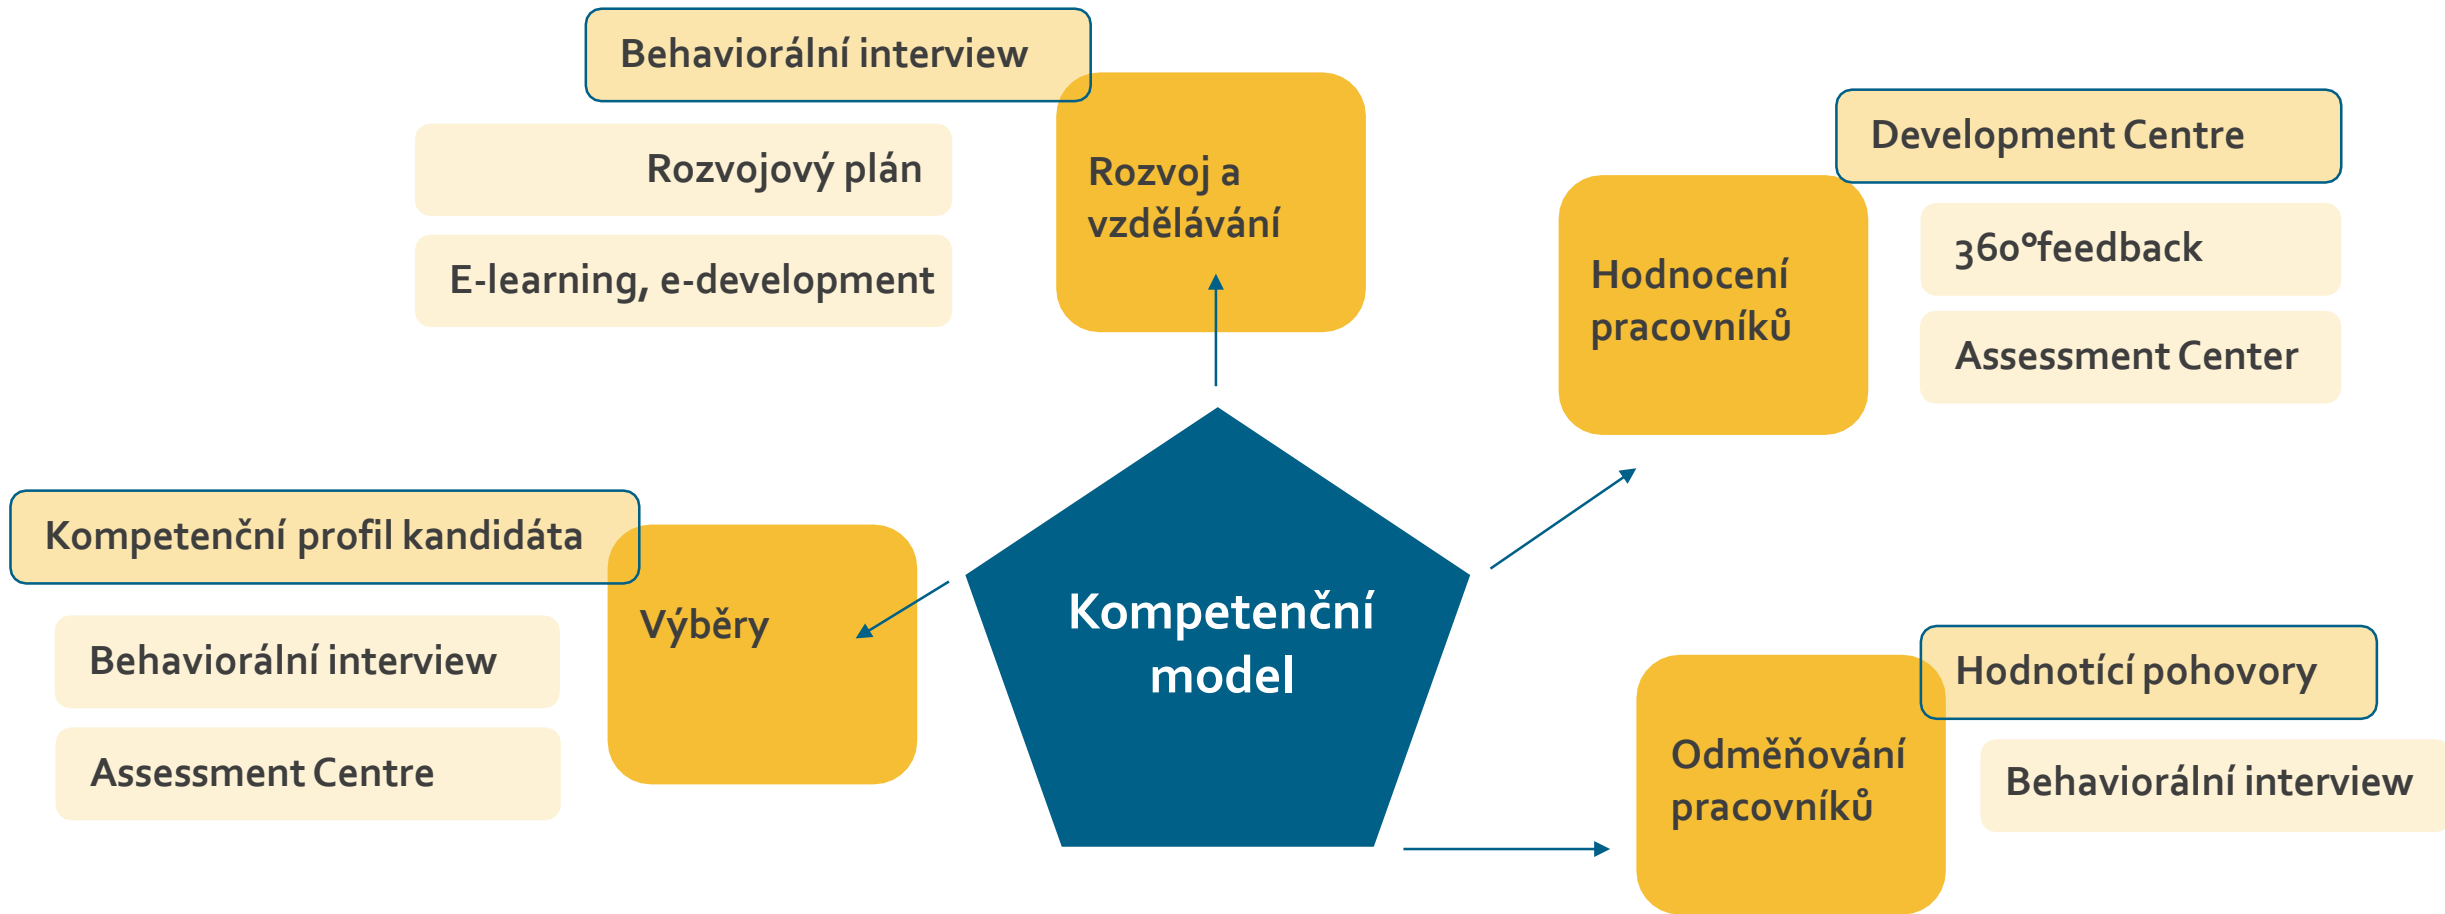 Behaviorální interview
Rozvojový plán
E-learning, e-development
Rozvoj a
vzdělávání
Development Centre
360°feedback
Assessment Center
Hodnocení
pracovníků
Kompetenční profil kandidáta
Behaviorální interview
Assessment Centre
Výběry
Kompetenční
model
Hodnotící pohovory
Behaviorální interview
Odměňování
pracovníků